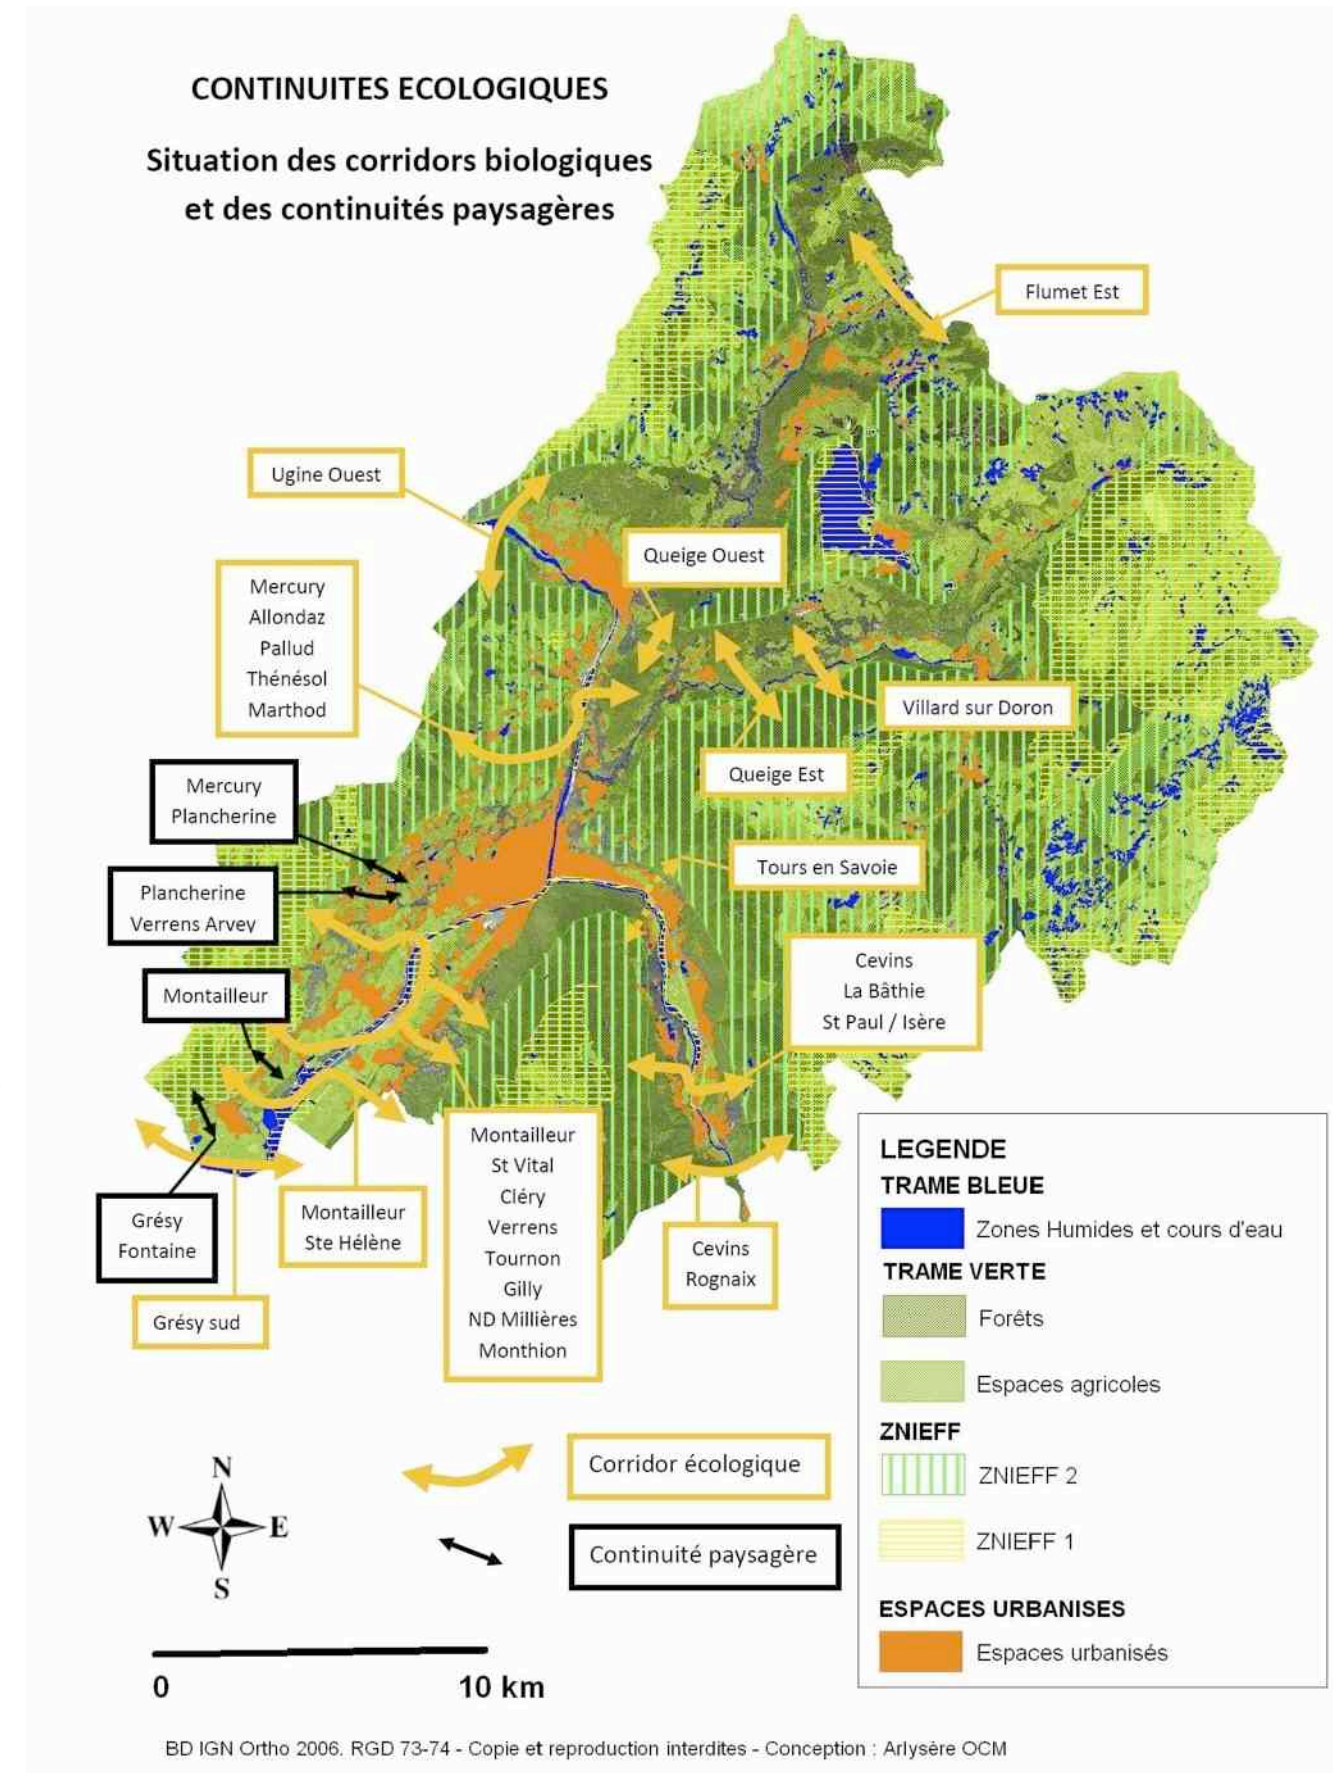 CONTINUITES ECOLOGIQUES
Situation des corridors biologiques
et des continuités paysagères
Flumet Est
Ugine Ouest
Queige Ouest
Mercury
Allondaz
Pallud
Thénésol
Marthod
Villard sur Doron
Queige Est
Mercury
Plancherine
Tours en Savoie
Plancherine
Verrens Arvey
Cevins
La Bâthie
St Paul / Isère
Montailleur
Montailleur
St Vital
Cléry
Verrens
Tournon
Gilly
ND Millières
Monthion
Grésy
Fontaine
Montailleur
Ste Hélène
Cevins
Rognaix
Grésy sud
LEGENDE
TRAME BLEUE
Zones Humides et cours d'eau
TRAME VERTE
Forêts
Espaces agricoles
ZNIEFF
ZNIEFF 2
ZNIEFF 1
ESPACES URBANISES
Espaces urbanisés
Corridor écologique
Continuité paysagère
N
W E
S
0 10 km
BD IGN Ortho 2006. RGD 73-74 - Copie et reproduction interdites - Conception : Arlysère OCM